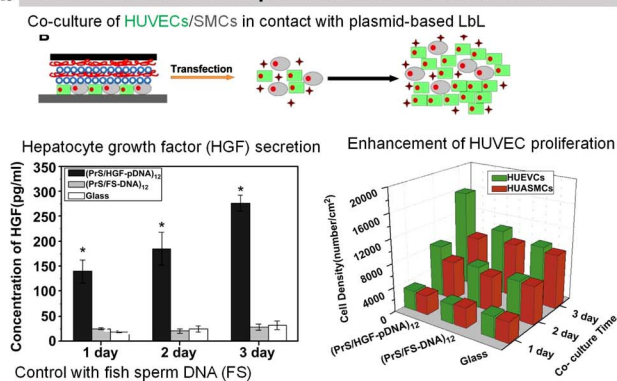 Co-culture of HUVECs/SMCs in contact with plasmid-based LbL
Transfection
Hepatocyte growth factor (HGF) secretion
Concentration of HGF(pg/ml)
350
300
250
200
150
100
50
0
(PrS/HGF-pDNA)12
(PrS/FS-DNA)12
Glass
*
*
*
1 day
2 day
3 day
Control with fish sperm DNA (FS)
Enhancement of HUVEC proliferation
HUEVCs
HUASMCs
Cell Density(number/cm2)
20000
16000
12000
8000
4000
0
(PrS/HGF-pDNA)12
(PrS/FS-DNA)12
Glass
1 day
2 day
3 day
Co- culture Time